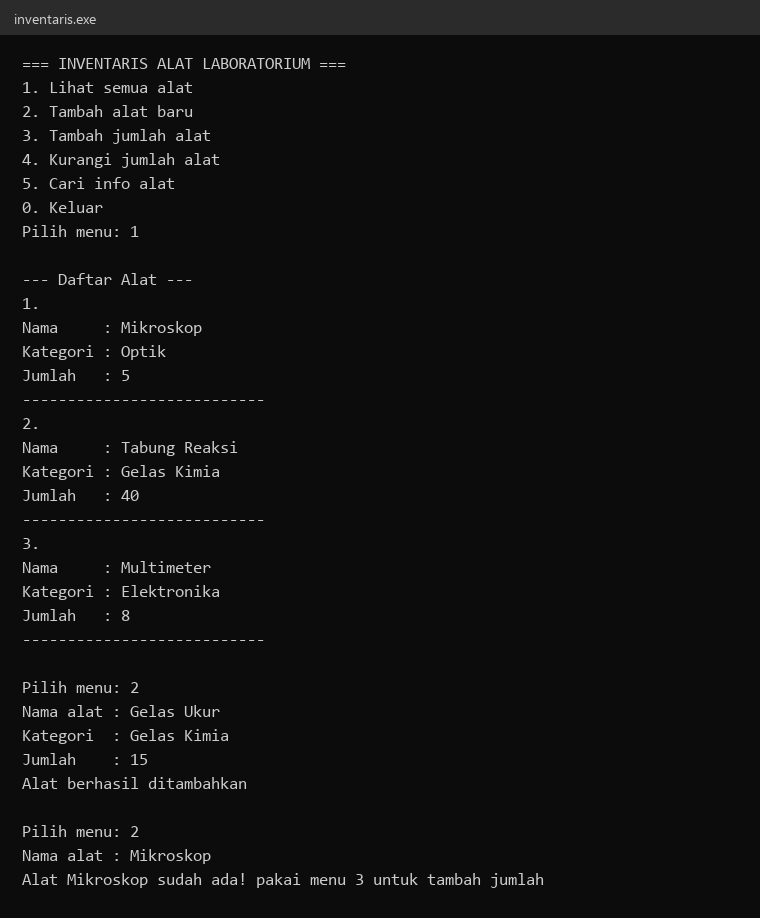 inventaris.exe
=== INVENTARIS ALAT LABORATORIUM ===
1. Lihat semua alat
2. Tambah alat baru
3. Tambah jumlah alat
4. Kurangi jumlah alat
5. Cari info alat
0. Keluar
Pilih menu: 1

--- Daftar Alat ---
1.
Nama     : Mikroskop
Kategori : Optik
Jumlah   : 5
---------------------------
2.
Nama     : Tabung Reaksi
Kategori : Gelas Kimia
Jumlah   : 40
---------------------------
3.
Nama     : Multimeter
Kategori : Elektronika
Jumlah   : 8
---------------------------

Pilih menu: 2
Nama alat : Gelas Ukur
Kategori  : Gelas Kimia
Jumlah    : 15
Alat berhasil ditambahkan

Pilih menu: 2
Nama alat : Mikroskop
Alat Mikroskop sudah ada! pakai menu 3 untuk tambah jumlah